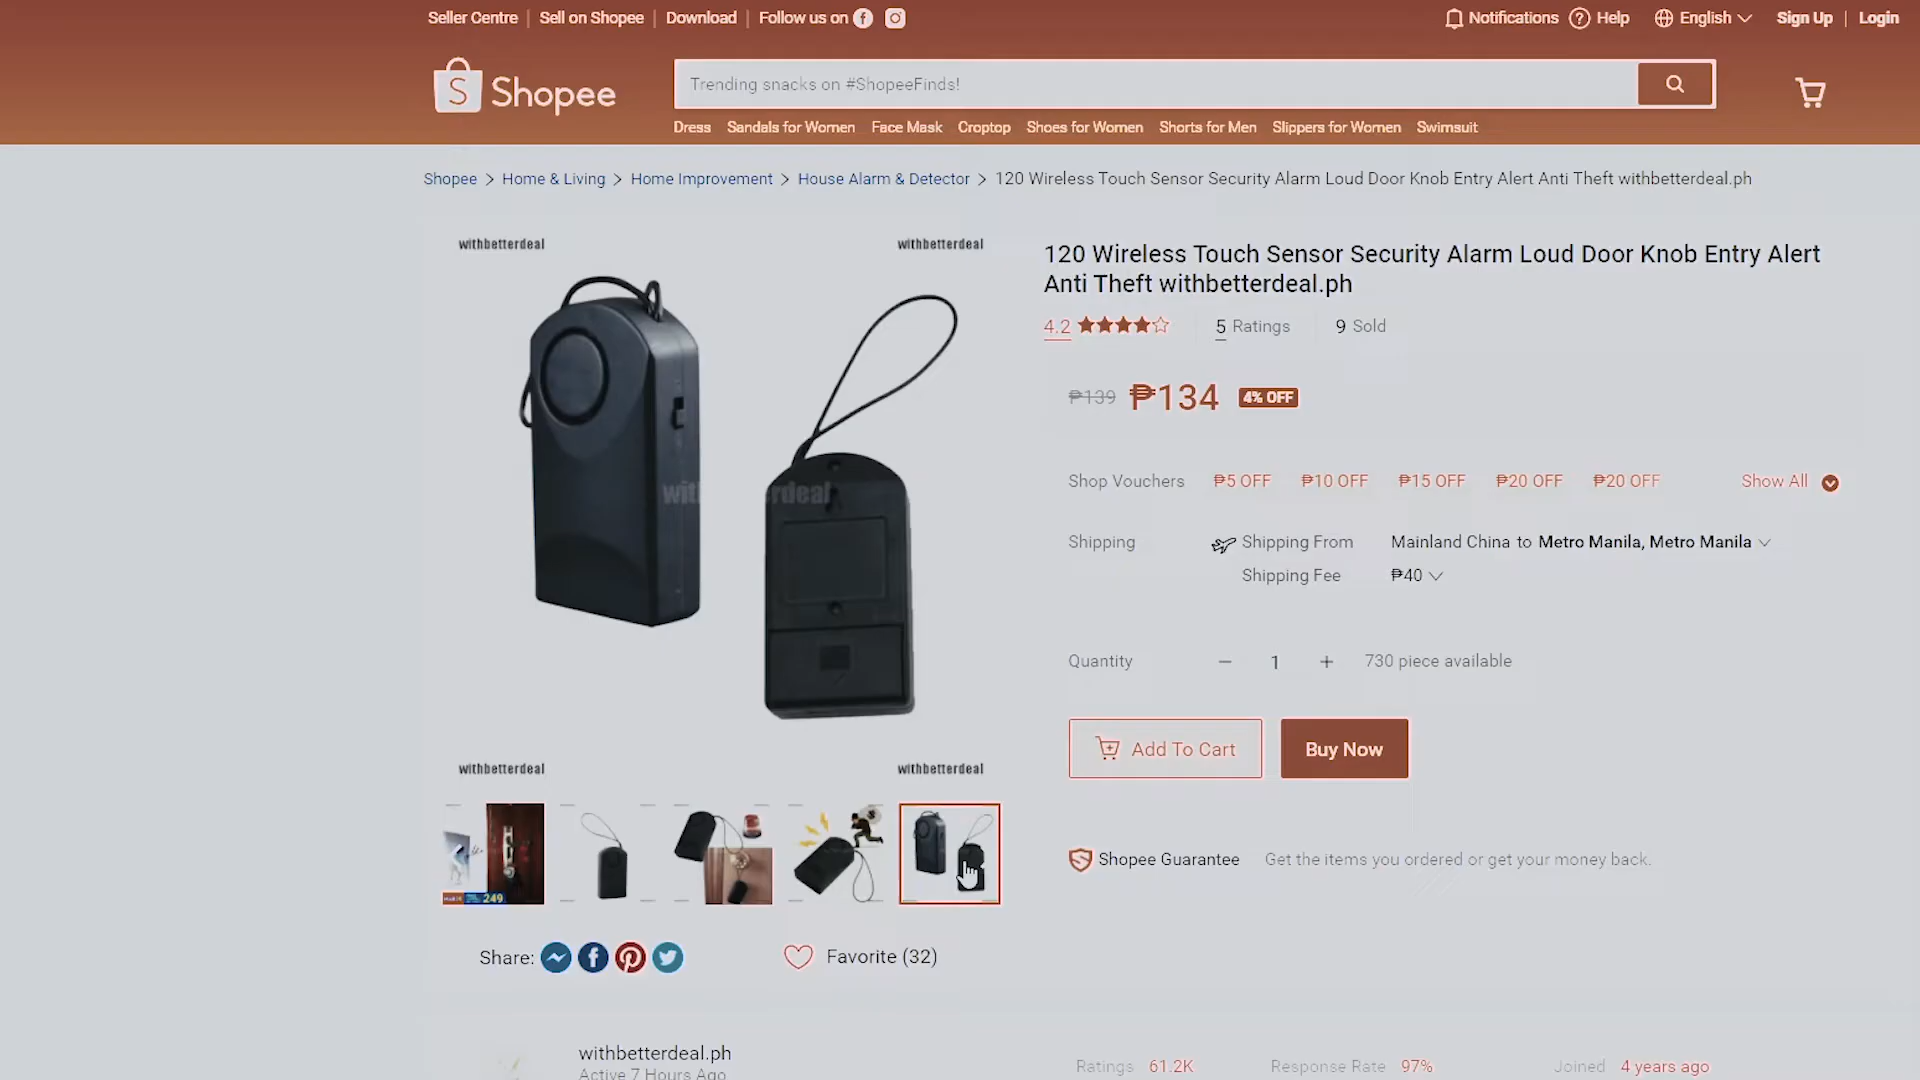 Seller Centre | Sell on Shopee | Download | Follow us on
Notifications Help English Sign Up | Login
Shopee
Trending snacks on #ShopeeFinds!
Dress Sandals for Women Face Mask Croptop Shoes for Women Shorts for Men Slippers for Women Swimsuit
Shopee > Home & Living > Home Improvement > House Alarm & Detector > 120 Wireless Touch Sensor Security Alarm Loud Door Knob Entry Alert Anti Theft withbetterdeal.ph
withbetterdeal withbetterdeal
withbetterdeal withbetterdeal
249
Share:
Favorite (32)
120 Wireless Touch Sensor Security Alarm Loud Door Knob Entry Alert
Anti Theft withbetterdeal.ph
4.2 5 Ratings 9 Sold
₱139 ₱134 4% OFF
Shop Vouchers ₱5 OFF ₱10 OFF ₱15 OFF ₱20 OFF ₱20 OFF Show All
Shipping Shipping From Mainland China to Metro Manila, Metro Manila
Shipping Fee ₱40
Quantity − 1 + 730 piece available
Add To Cart Buy Now
Shopee Guarantee Get the items you ordered or get your money back.
withbetterdeal.ph
Active 7 Hours Ago
Ratings 61.2K Response Rate 97% Joined 4 years ago